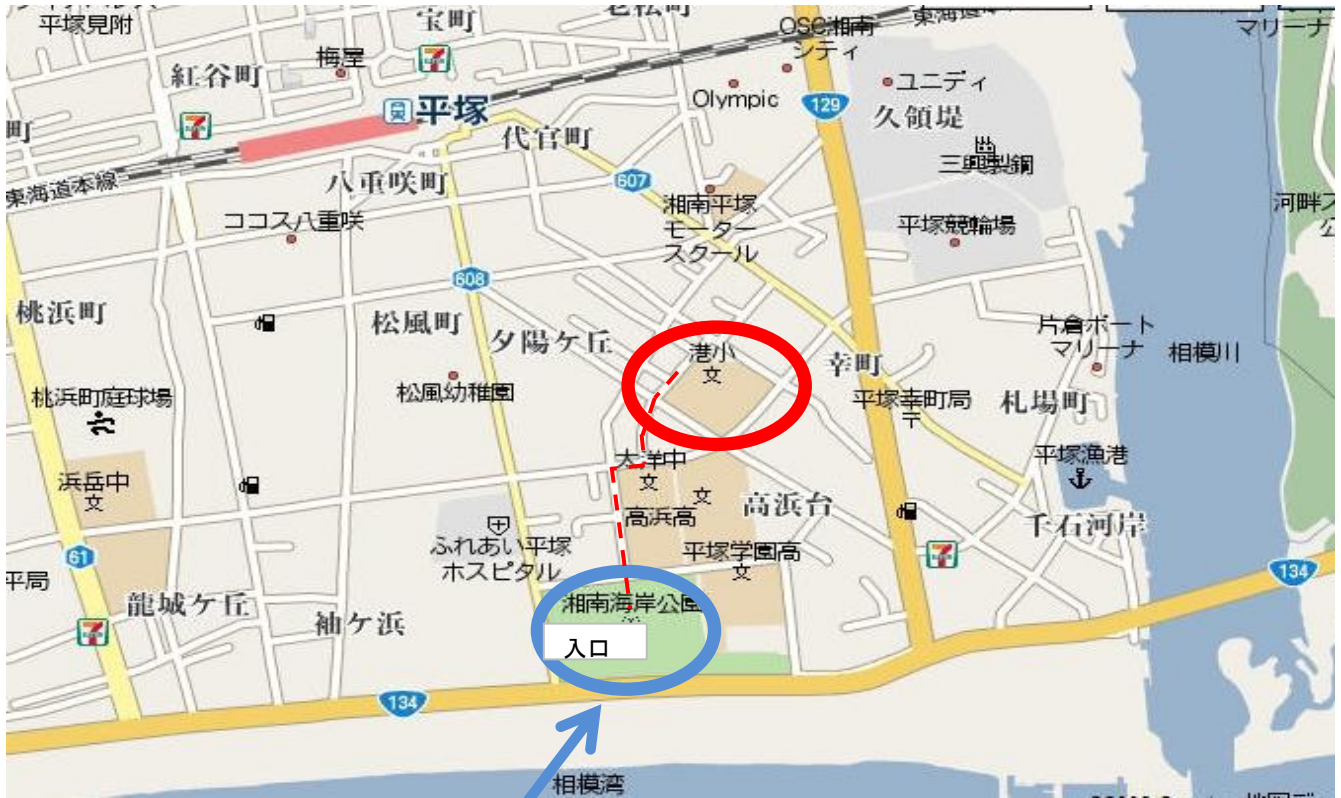 平塚見附
宝町
老松町
OSC湘南
シティ
マリーナ
梅屋
紅谷町
Olympic
ユニディ
129
久領堤
平塚
町
代官町
三興製鋼
東海道本線
八重咲町
607
湘南平塚
モーター
スクール
河畔ス
公
ココス八重咲
平塚競輪場
608
桃浜町
松風町
夕陽ケ丘
港小
文
片倉ボート
マリーナ
相模川
幸町
松風幼稚園
桃浜町庭球場
平塚幸町局
札場町
太洋中
文
文
平塚漁港
浜岳中
文
高浜台
高浜高
千石河岸
ふれあい平塚
ホスピタル
平塚学園高
文
61
平局
134
龍城ケ丘
袖ケ浜
湘南海岸公園
入口
134
相模湾